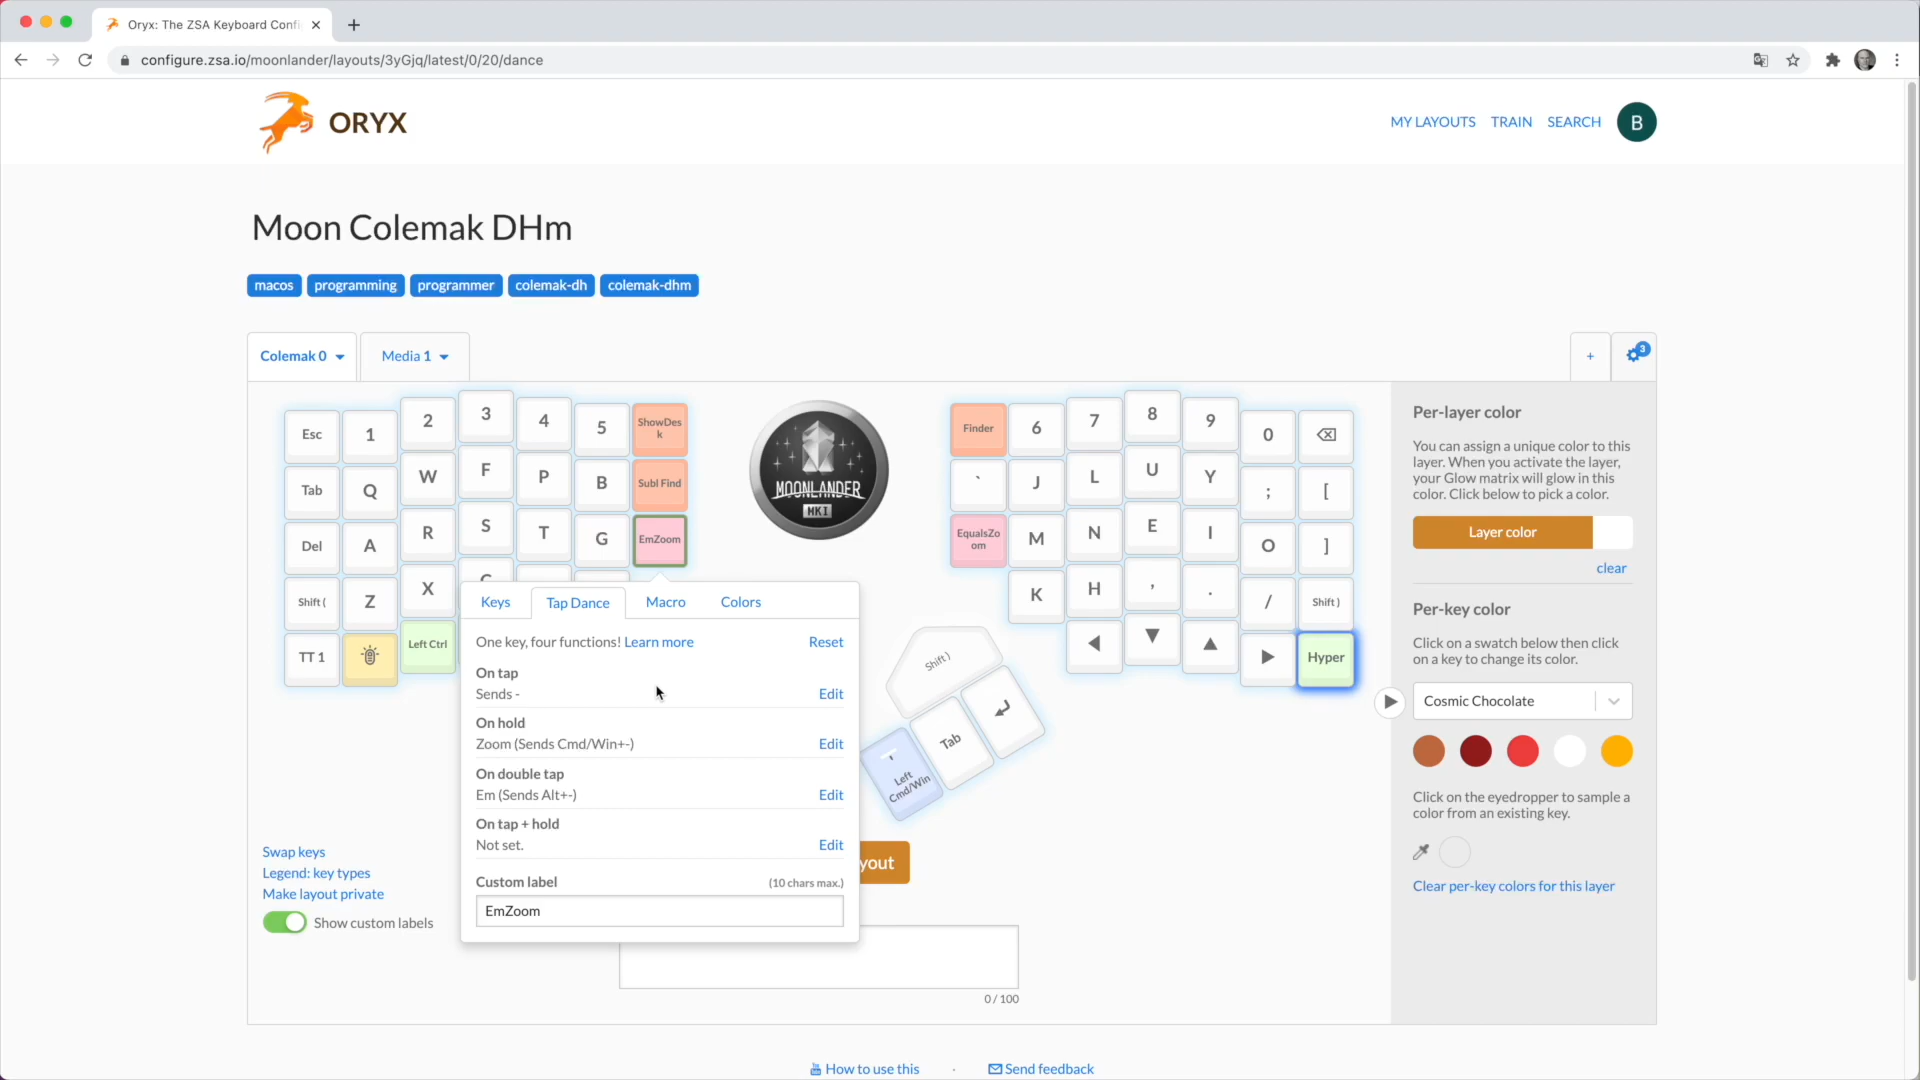 Oryx: The ZSA Keyboard Confi
configure.zsa.io/moonlander/layouts/3yGjq/latest/0/20/dance
ORYX
MY LAYOUTS TRAIN SEARCH B
Moon Colemak DHm
macos programming programmer colemak-dh colemak-dhm
Colemak 0 Media 1 + 3
Esc 1 2 3 4 5 ShowDes
k
Tab Q W F P B Subl Find
Del A R S T G EmZoom
Shift ( Z X C
TT 1 Left Ctrl
MOONLANDER
MKI
Finder 6 7 8 9 0
` J L U Y ; [
EqualsZo
om
M N E I O ]
K H , . / Shift )
Hyper
Shift )
Tab
'
Left
Cmd/Win
Keys Tap Dance Macro Colors
One key, four functions! Learn more Reset
On tap
Sends - Edit
On hold
Zoom (Sends Cmd/Win+-) Edit
On double tap
Em (Sends Alt+-) Edit
On tap + hold
Not set. Edit
Custom label (10 chars max.)
EmZoom
yout
0 / 100
Swap keys
Legend: key types
Make layout private
Show custom labels
Per-layer color
You can assign a unique color to this
layer. When you activate the layer,
your Glow matrix will glow in this
color. Click below to pick a color.
Layer color
clear
Per-key color
Click on a swatch below then click
on a key to change its color.
Cosmic Chocolate
Click on the eyedropper to sample a
color from an existing key.
Clear per-key colors for this layer
How to use this · Send feedback